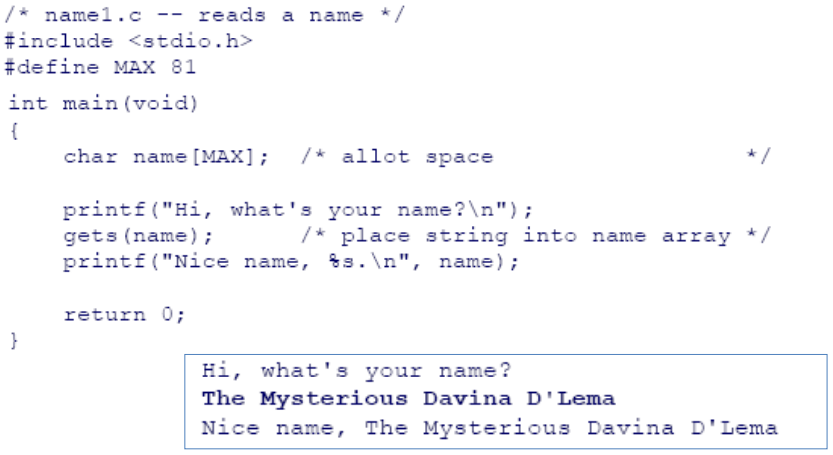 /* name1.c -- reads a name */
#include <stdio.h>
#define MAX 81
int main(void)
{
    char name[MAX];  /* allot space                  */
    printf("Hi, what's your name?\n");
    gets(name);      /* place string into name array */
    printf("Nice name, %s.\n", name);
    return 0;
}
Hi, what's your name?
The Mysterious Davina D'Lema
Nice name, The Mysterious Davina D'Lema